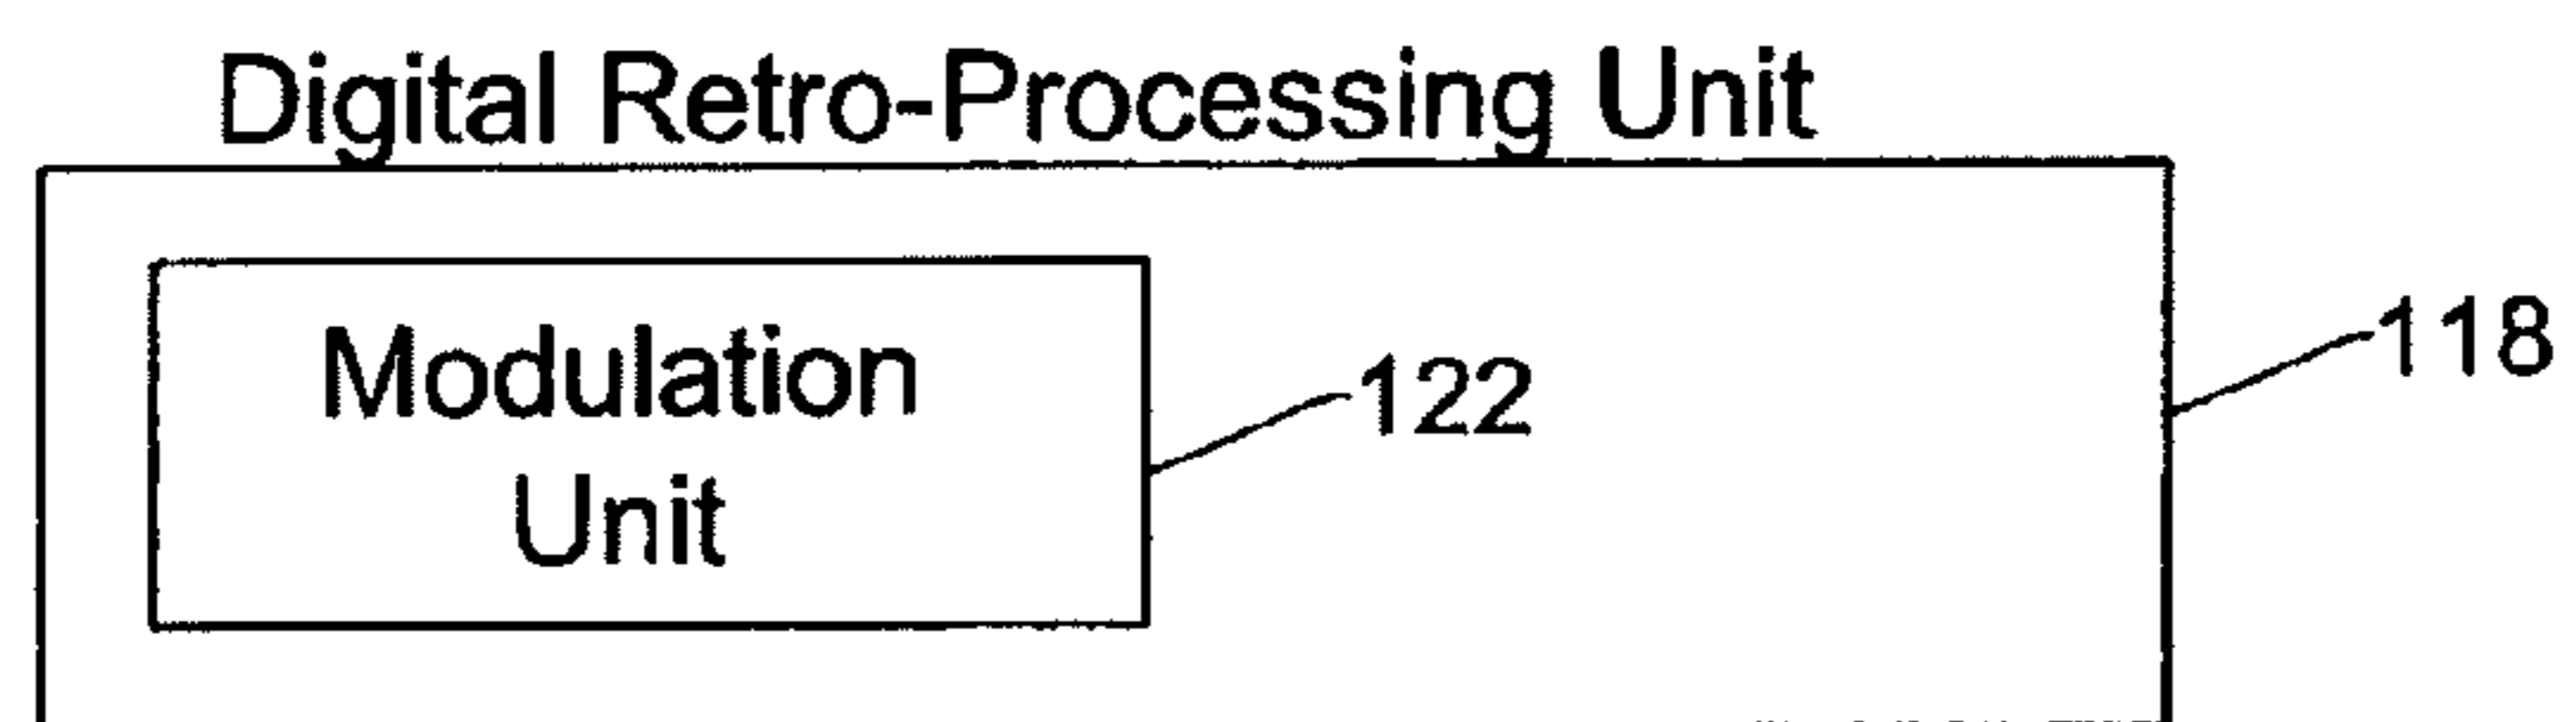 Digital Retro-Processing Unit
Modulation
Unit
122
118